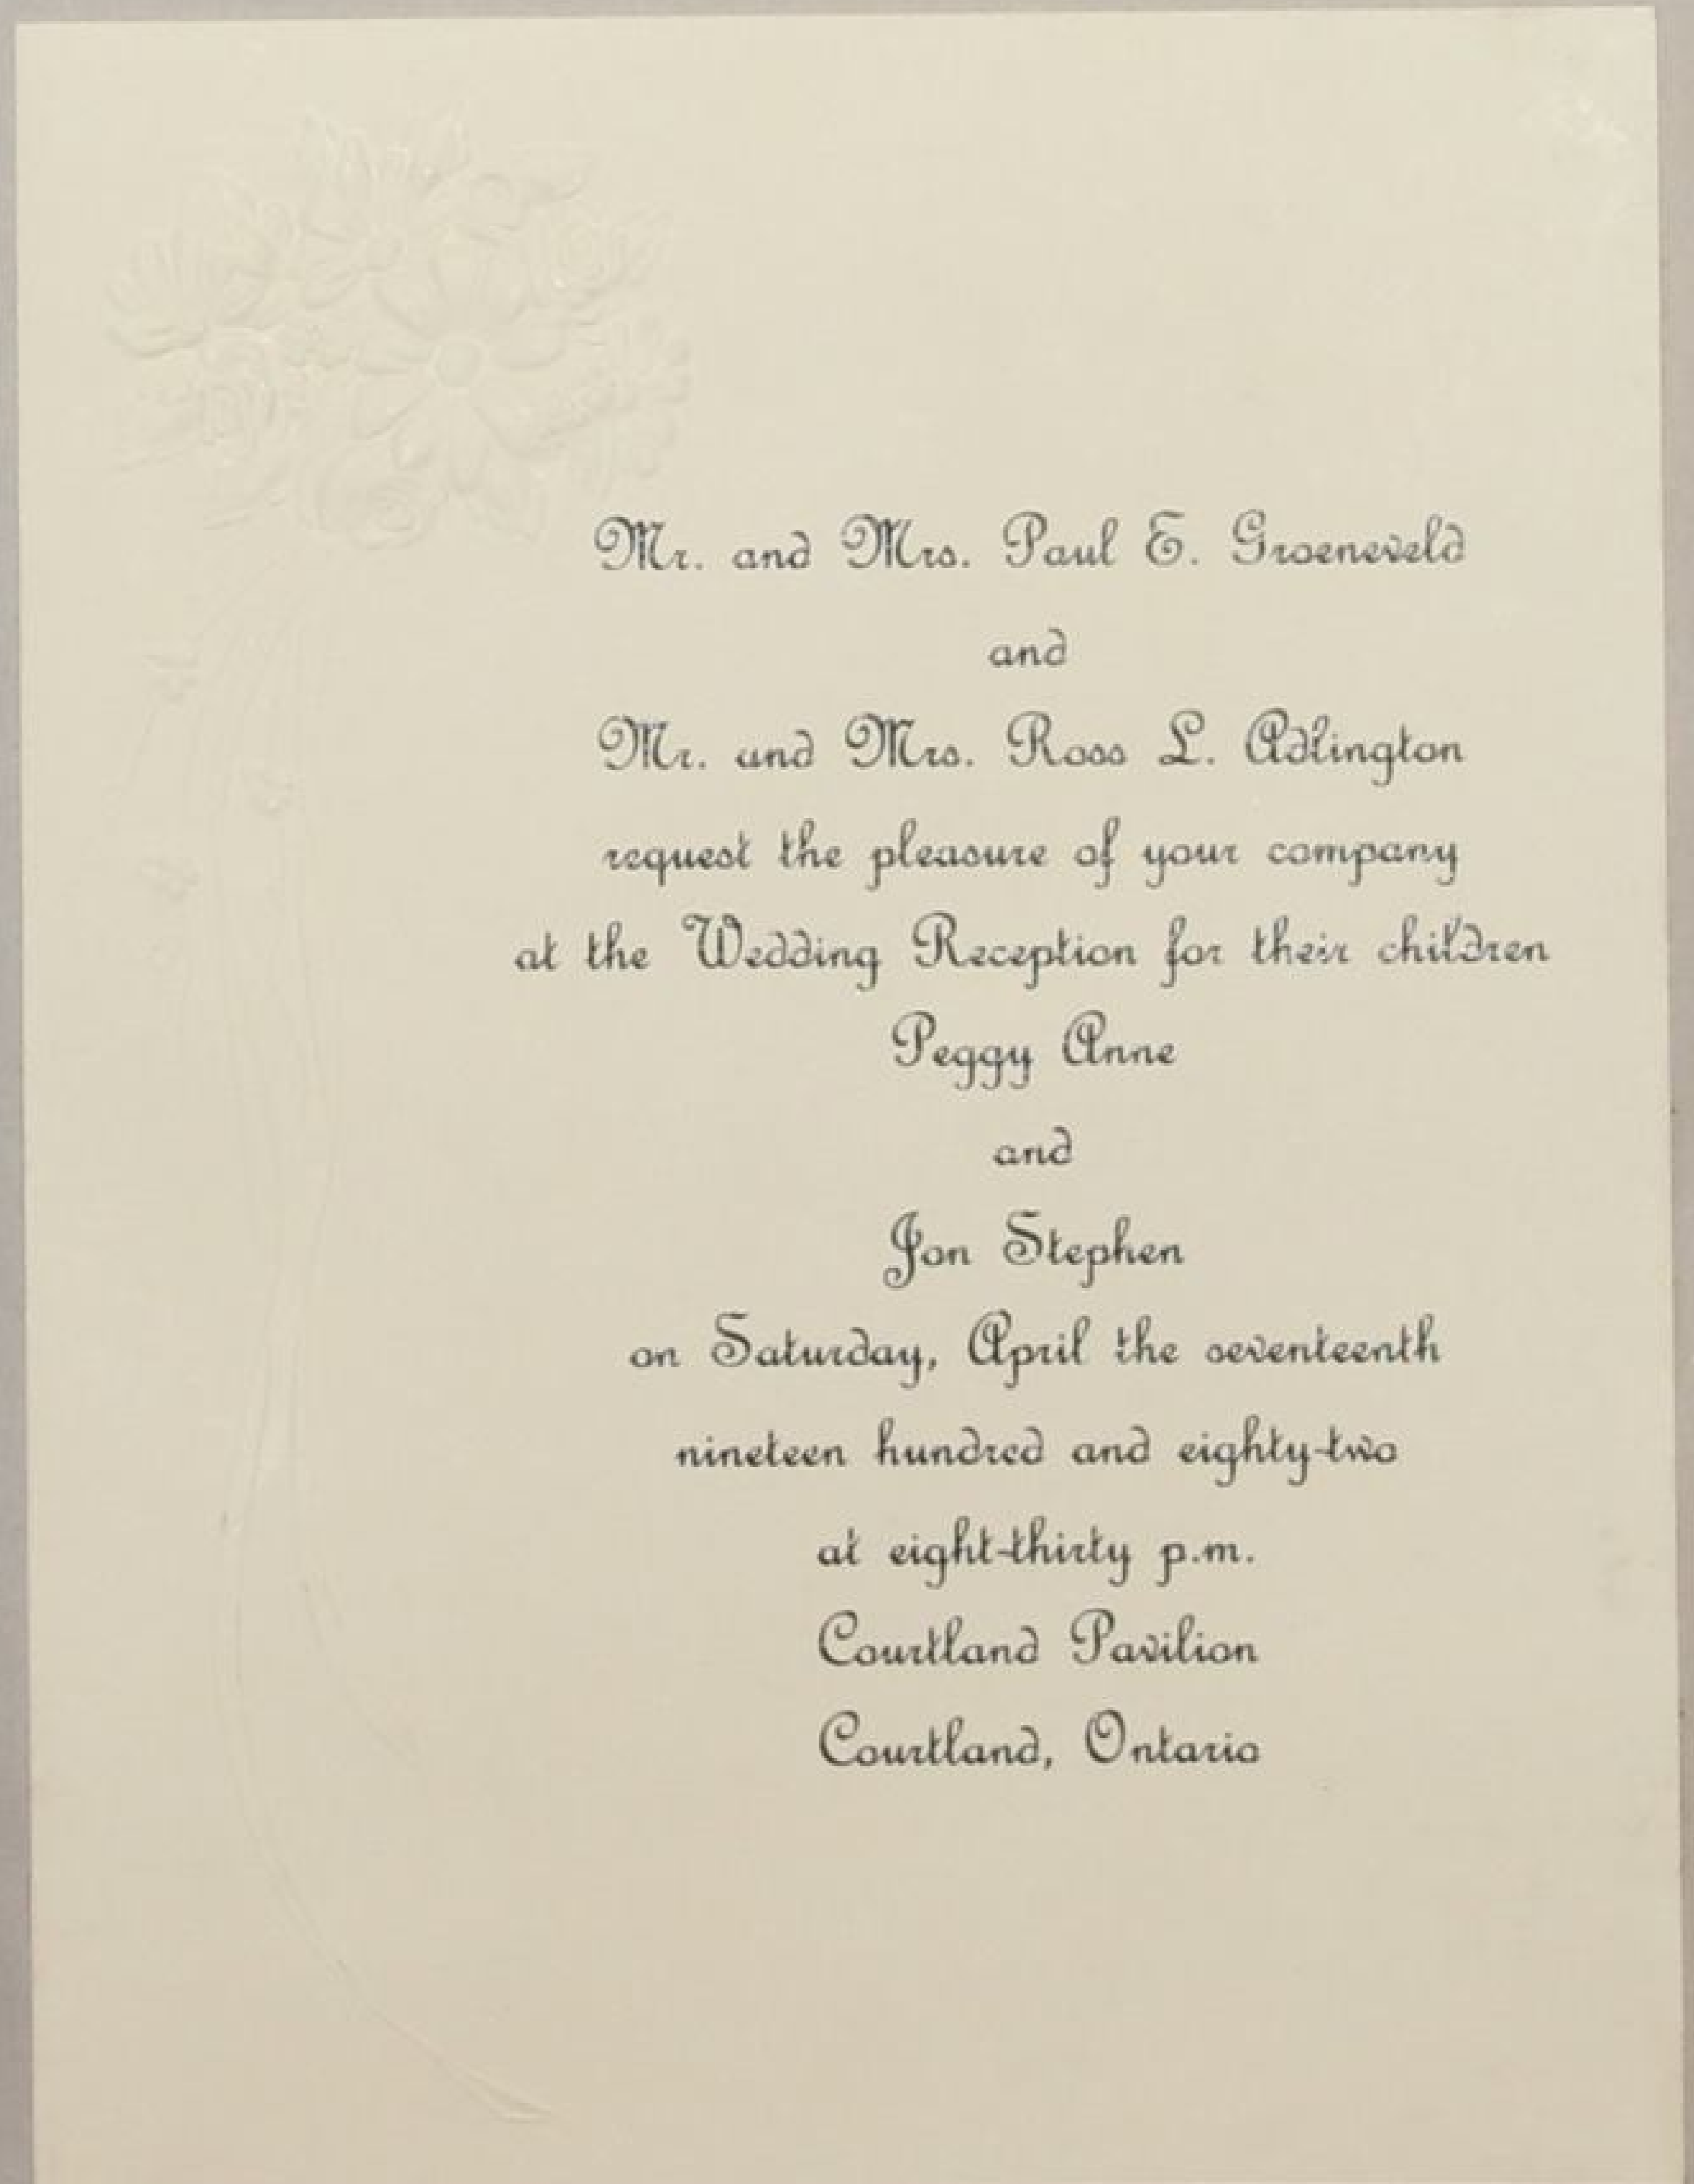 Mr. and Mrs. Paul E. Groeneveld
and
Mr. and Mrs. Ross L. Adlington
request the pleasure of your company
at the Wedding Reception for their children
Peggy Anne
and
Jon Stephen
on Saturday, April the seventeenth
nineteen hundred and eighty-two
at eight-thirty p.m.
Courtland Pavilion
Courtland, Ontario